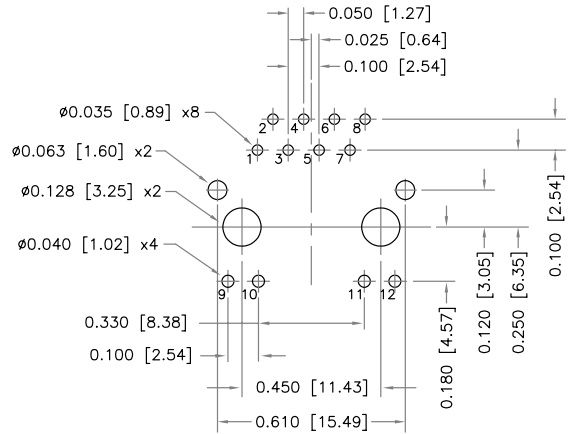 0.050 [1.27]
0.025 [0.64]
0.100 [2.54]
ø0.035 [0.89] x8
2 4 6 8
ø0.063 [1.60] x2
1 3 5 7
ø0.128 [3.25] x2
0.100 [2.54]
ø0.040 [1.02] x4
0.120 [3.05]
0.250 [6.35]
9 10 11 12
0.180 [4.57]
0.330 [8.38]
0.100 [2.54]
0.450 [11.43]
0.610 [15.49]